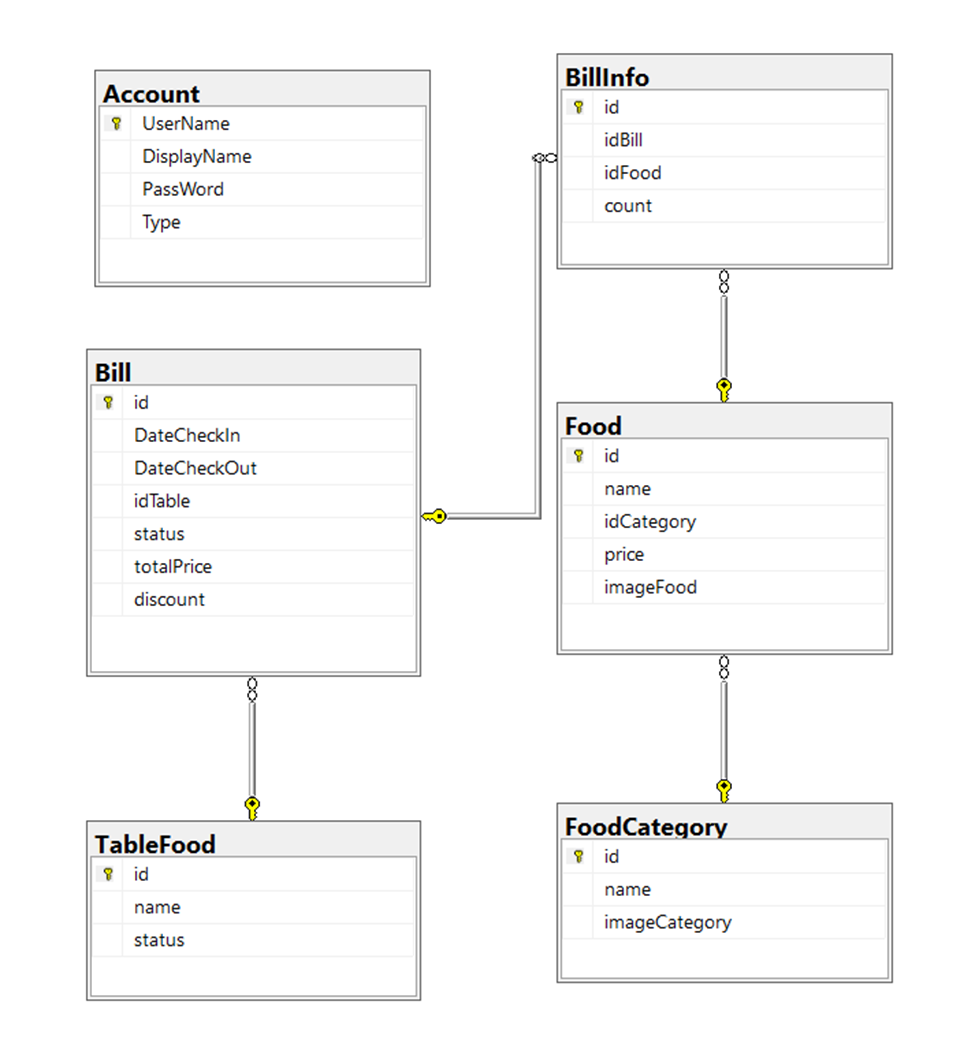 Account
UserName
DisplayName
PassWord
Type
BillInfo
id
idBill
idFood
count
Bill
id
DateCheckIn
DateCheckOut
idTable
status
totalPrice
discount
Food
id
name
idCategory
price
imageFood
TableFood
id
name
status
FoodCategory
id
name
imageCategory